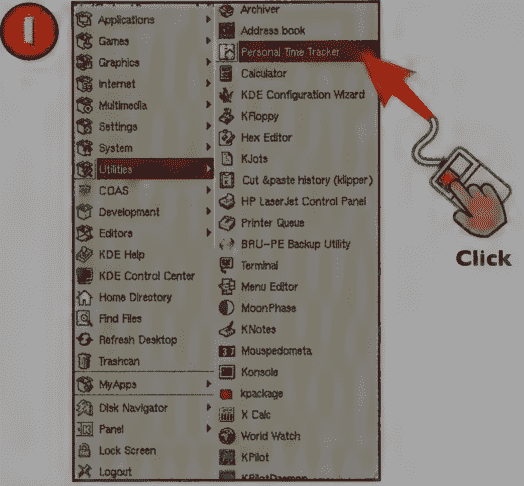 1
Applications
Games
Graphics
Internet
Multimedia
Settings
System
Utilities
COAS
Development
Editors
KDE Help
KDE Control Center
Home Directory
Find Files
Refresh Desktop
Trashcan
MyApps
Disk Navigator
Panel
Lock Screen
Logout
Archiver
Address book
Personal Time Tracker
Calculator
KDE Configuration Wizard
KFloppy
Hex Editor
KJots
Cut &paste history (klipper)
HP LaserJet Control Panel
Printer Queue
BRU-PE Backup Utility
Terminal
Menu Editor
MoonPhase
KNotes
Mouspedometa
Konsole
kpackage
X Calc
World Watch
KPilot
KPilotDaemon
Click